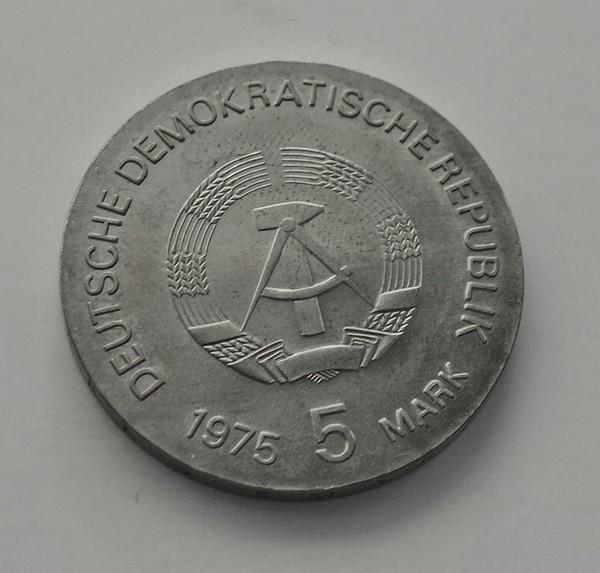 DEUTSCHE DEMOKRATISCHE REPUBLIK
1975 5 MARK